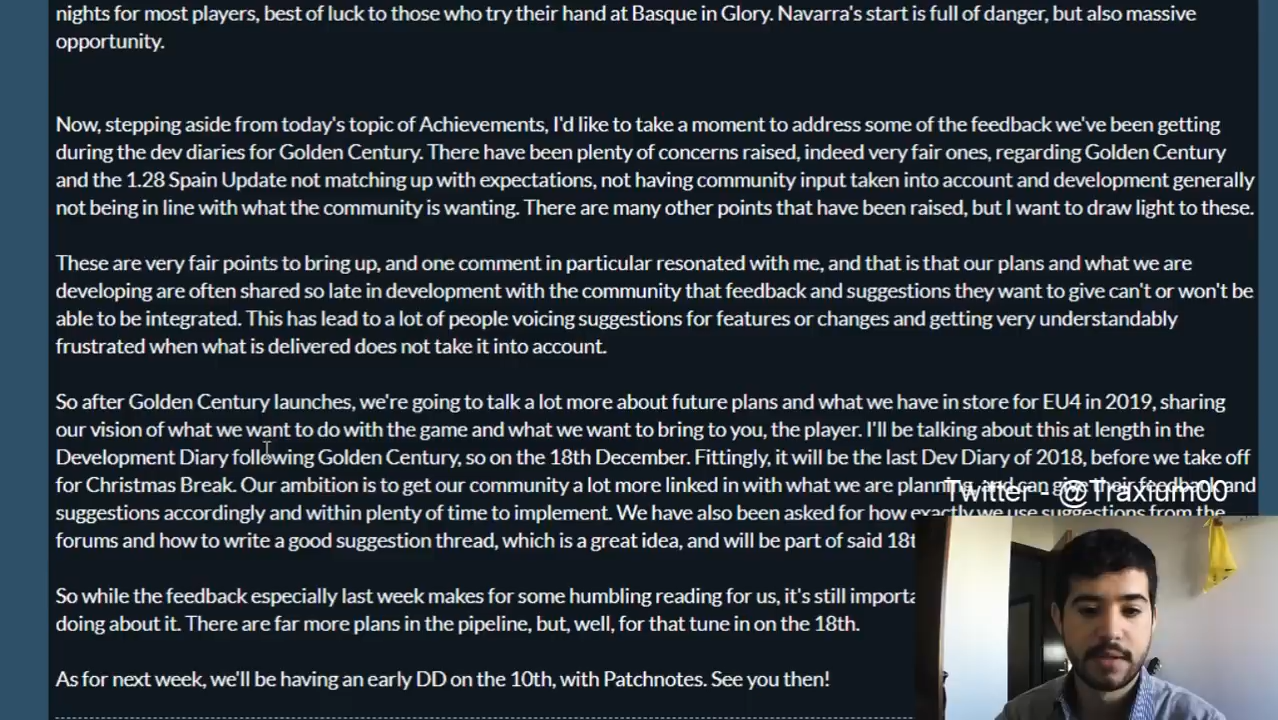 nights for most players, best of luck to those who try their hand at Basque in Glory. Navarra's start is full of danger, but also massive
opportunity.
Now, stepping aside from today's topic of Achievements, I'd like to take a moment to address some of the feedback we've been getting
during the dev diaries for Golden Century. There have been plenty of concerns raised, indeed very fair ones, regarding Golden Century
and the 1.28 Spain Update not matching up with expectations, not having community input taken into account and development generally
not being in line with what the community is wanting. There are many other points that have been raised, but I want to draw light to these.
These are very fair points to bring up, and one comment in particular resonated with me, and that is that our plans and what we are
developing are often shared so late in development with the community that feedback and suggestions they want to give can't or won't be
able to be integrated. This has lead to a lot of people voicing suggestions for features or changes and getting very understandably
frustrated when what is delivered does not take it into account.
So after Golden Century launches, we're going to talk a lot more about future plans and what we have in store for EU4 in 2019, sharing
our vision of what we want to do with the game and what we want to bring to you, the player. I'll be talking about this at length in the
Development Diary following Golden Century, so on the 18th December. Fittingly, it will be the last Dev Diary of 2018, before we take off
for Christmas Break. Our ambition is to get our community a lot more linked in with what we are planning, and can give their feedback and
Twitter - @Traxium00
suggestions accordingly and within plenty of time to implement. We have also been asked for how exactly we use suggestions from the
forums and how to write a good suggestion thread, which is a great idea, and will be part of said
So while the feedback especially last week makes for some humbling reading for us, it's still
doing about it. There are far more plans in the pipeline, but, well, for that tune in on the 18th.
As for next week, we'll be having an early DD on the 10th, with Patchnotes. See you then!